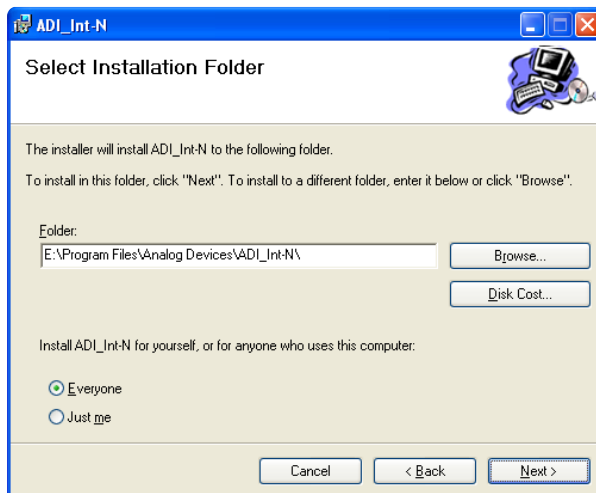 ADI_Int-N
Select Installation Folder
The installer will install ADI_Int-N to the following folder.
To install in this folder, click "Next". To install to a different folder, enter it below or click "Browse".
Folder:
E:\Program Files\Analog Devices\ADI_Int-N\
Browse...
Disk Cost...
Install ADI_Int-N for yourself, or for anyone who uses this computer:
Everyone
Just me
Cancel
< Back
Next >